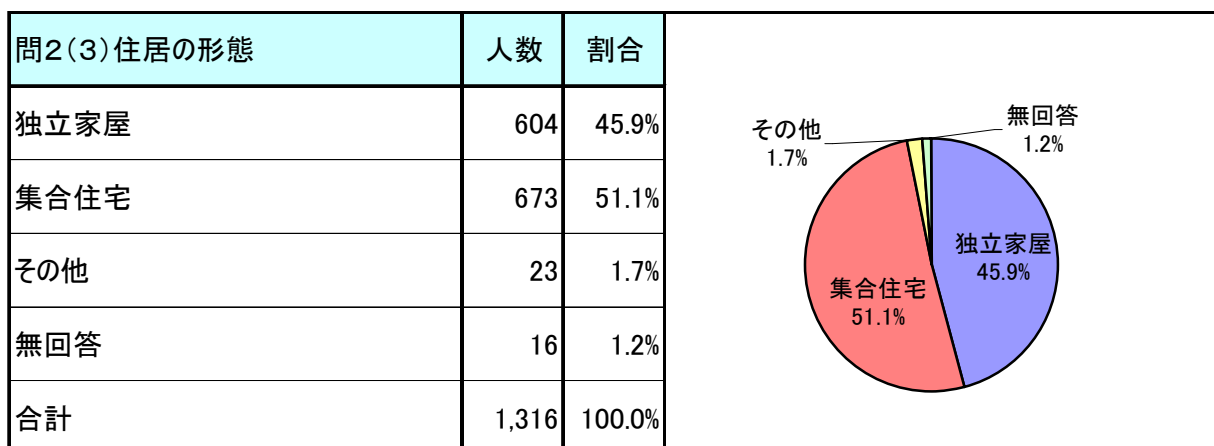 問2(3)住居の形態 人数 割合
独立家屋 604 45.9%
集合住宅 673 51.1%
その他 23 1.7%
無回答 16 1.2%
合計 1,316 100.0%
その他
1.7%
無回答
1.2%
独立家屋
45.9%
集合住宅
51.1%